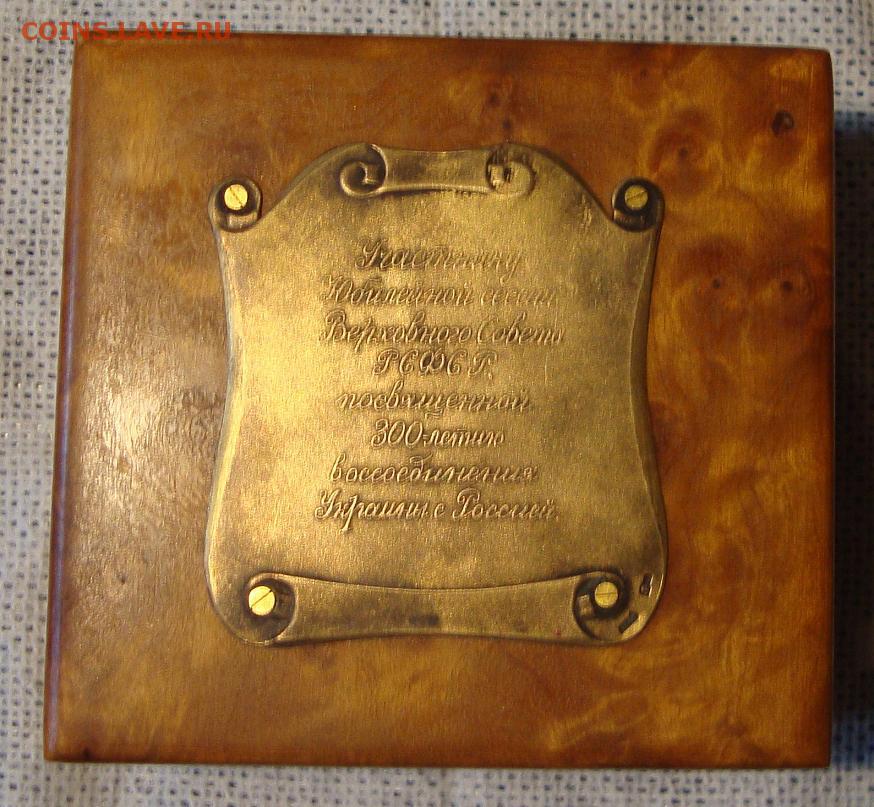 COINS.LAVE.RU
Участнику
Юбилейной сессии
Верховного Совета
РСФСР,
посвященной
300-летию
воссоединения
Украины с Россией.